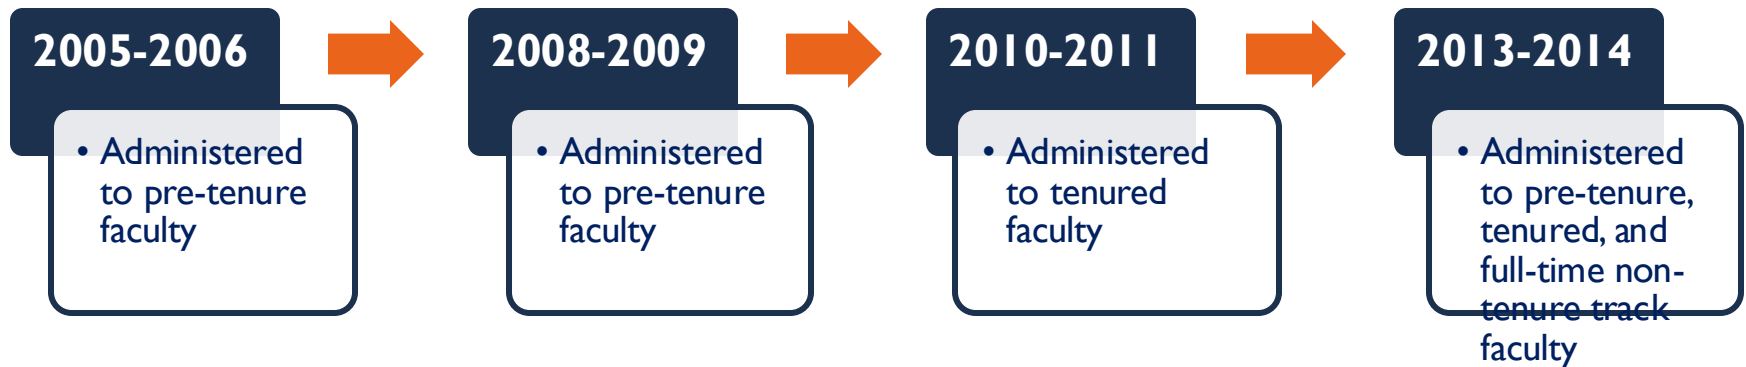 2005-2006
• Administered
to pre-tenure
faculty
2008-2009
• Administered
to pre-tenure
faculty
2010-2011
• Administered
to tenured
faculty
2013-2014
• Administered
to pre-tenure,
tenured, and
full-time non-
tenure track
faculty